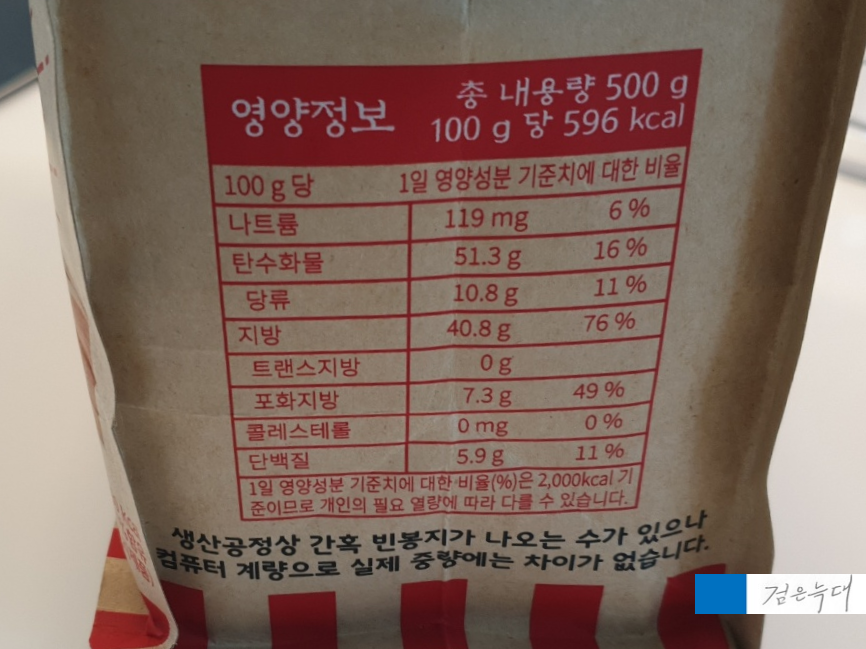 영양정보
총 내용량 500 g
100 g 당 596 kcal
100 g 당 1일 영양성분 기준치에 대한 비율
나트륨 119 mg 6 %
탄수화물 51.3 g 16 %
당류 10.8 g 11 %
지방 40.8 g 76 %
트랜스지방 0 g
포화지방 7.3 g 49 %
콜레스테롤 0 mg 0 %
단백질 5.9 g 11 %
1일 영양성분 기준치에 대한 비율(%)은 2,000kcal 기
준이므로 개인의 필요 열량에 따라 다를 수 있습니다.
생산공정상 간혹 빈봉지가 나오는 수가 있으나
컴퓨터 계량으로 실제 중량에는 차이가 없습니다.
검은늑대